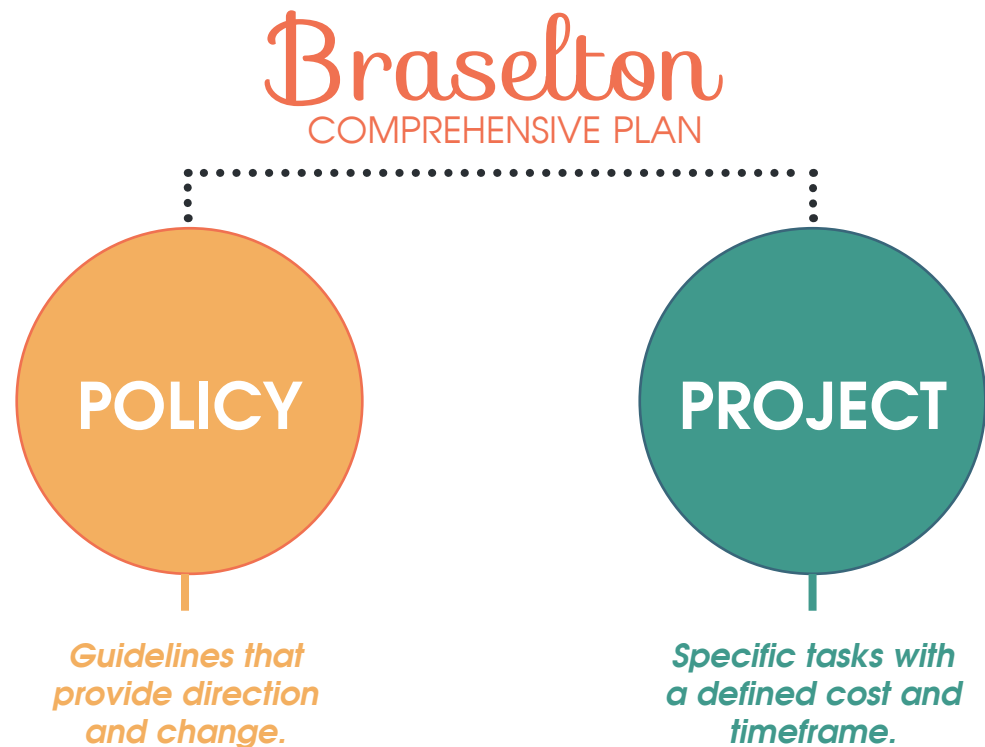 Braselton
COMPREHENSIVE PLAN
POLICY
PROJECT
Guidelines that
provide direction
and change.
Specific tasks with
a defined cost and
timeframe.